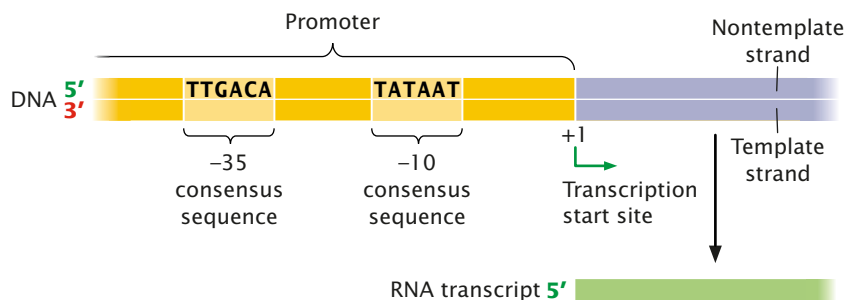 Promoter
Nontemplate
strand
DNA 5’ TTGACA TATAAT
3’
+1
–35
consensus
sequence
–10
consensus
sequence
Transcription
start site
Template
strand
RNA transcript 5’